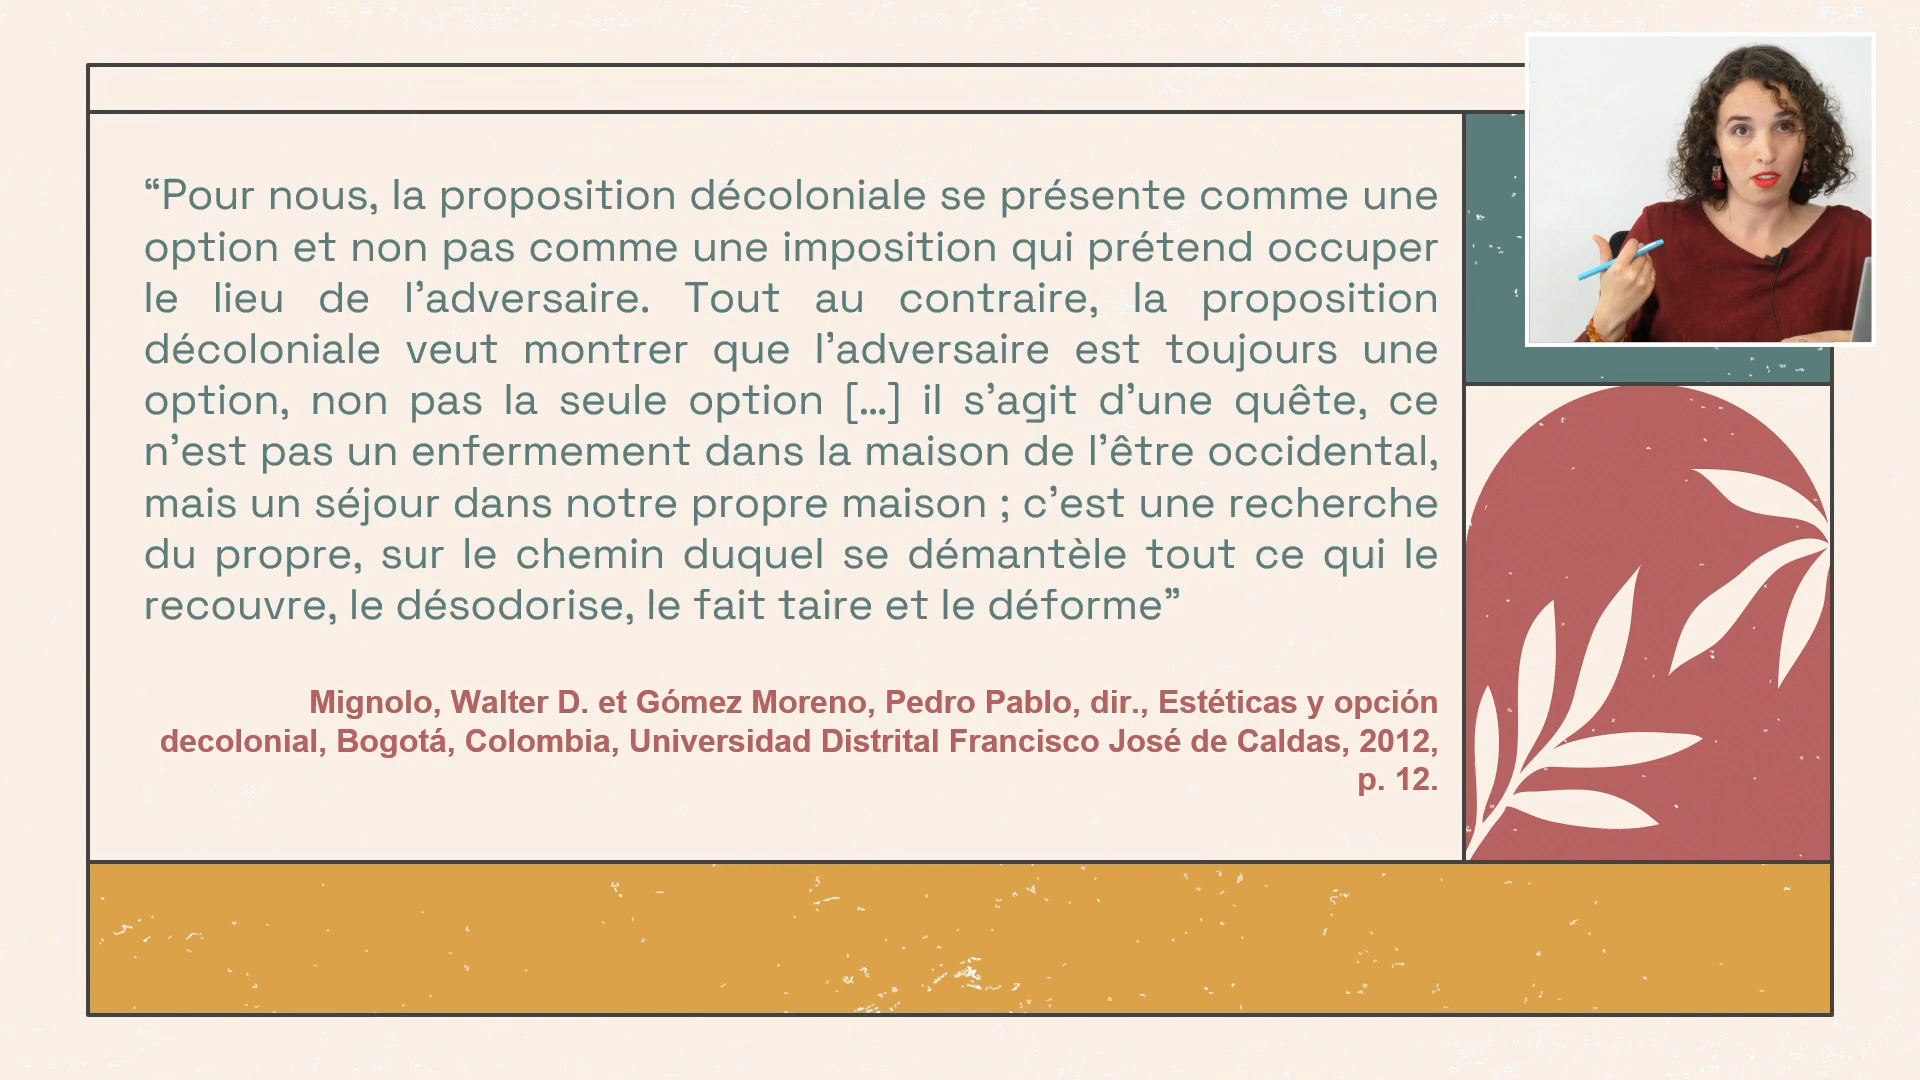 “Pour nous, la proposition décoloniale se présente comme une
option et non pas comme une imposition qui prétend occuper
le lieu de l’adversaire. Tout au contraire, la proposition
décoloniale veut montrer que l’adversaire est toujours une
option, non pas la seule option [...] il s’agit d’une quête, ce
n’est pas un enfermement dans la maison de l’être occidental,
mais un séjour dans notre propre maison ; c’est une recherche
du propre, sur le chemin duquel se démantèle tout ce qui le
recouvre, le désodorise, le fait taire et le déforme”
Mignolo, Walter D. et Gómez Moreno, Pedro Pablo, dir., Estéticas y opción
decolonial, Bogotá, Colombia, Universidad Distrital Francisco José de Caldas, 2012,
p. 12.